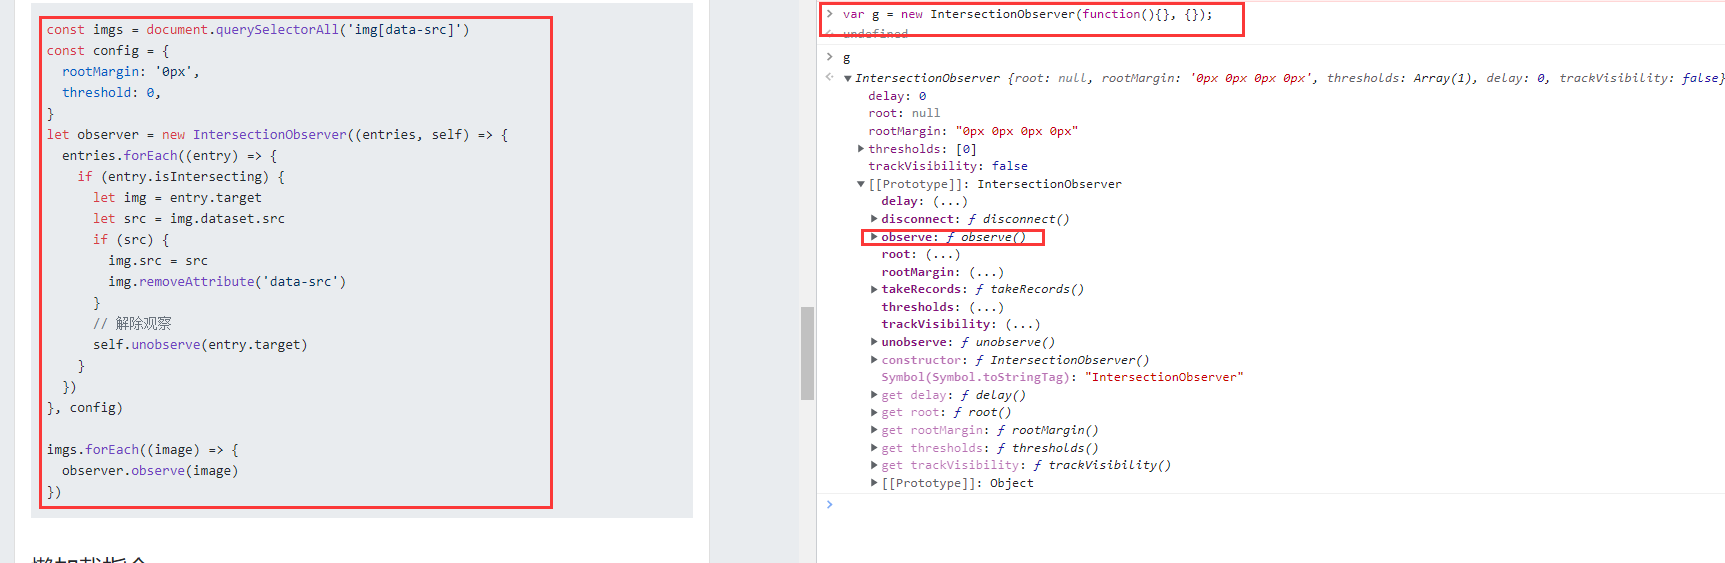 const imgs = document.querySelectorAll('img[data-src]')
const config = {
  rootMargin: '0px',
  threshold: 0,
}
let observer = new IntersectionObserver((entries, self) => {
  entries.forEach((entry) => {
    if (entry.isIntersecting) {
      let img = entry.target
      let src = img.dataset.src
      if (src) {
        img.src = src
        img.removeAttribute('data-src')
      }
      // 解除观察
      self.unobserve(entry.target)
    }
  })
}, config)

imgs.forEach((image) => {
  observer.observe(image)
})
懒加载指令
> var g = new IntersectionObserver(function(){}, {});
undefined
> g
IntersectionObserver {root: null, rootMargin: '0px 0px 0px 0px', thresholds: Array(1), delay: 0, trackVisibility: false}
delay: 0
root: null
rootMargin: "0px 0px 0px 0px"
thresholds: [0]
trackVisibility: false
[[Prototype]]: IntersectionObserver
delay: (...)
disconnect: ƒ disconnect()
observe: ƒ observe()
root: (...)
rootMargin: (...)
takeRecords: ƒ takeRecords()
thresholds: (...)
trackVisibility: (...)
unobserve: ƒ unobserve()
constructor: ƒ IntersectionObserver()
Symbol(Symbol.toStringTag): "IntersectionObserver"
get delay: ƒ delay()
get root: ƒ root()
get rootMargin: ƒ rootMargin()
get thresholds: ƒ thresholds()
get trackVisibility: ƒ trackVisibility()
[[Prototype]]: Object